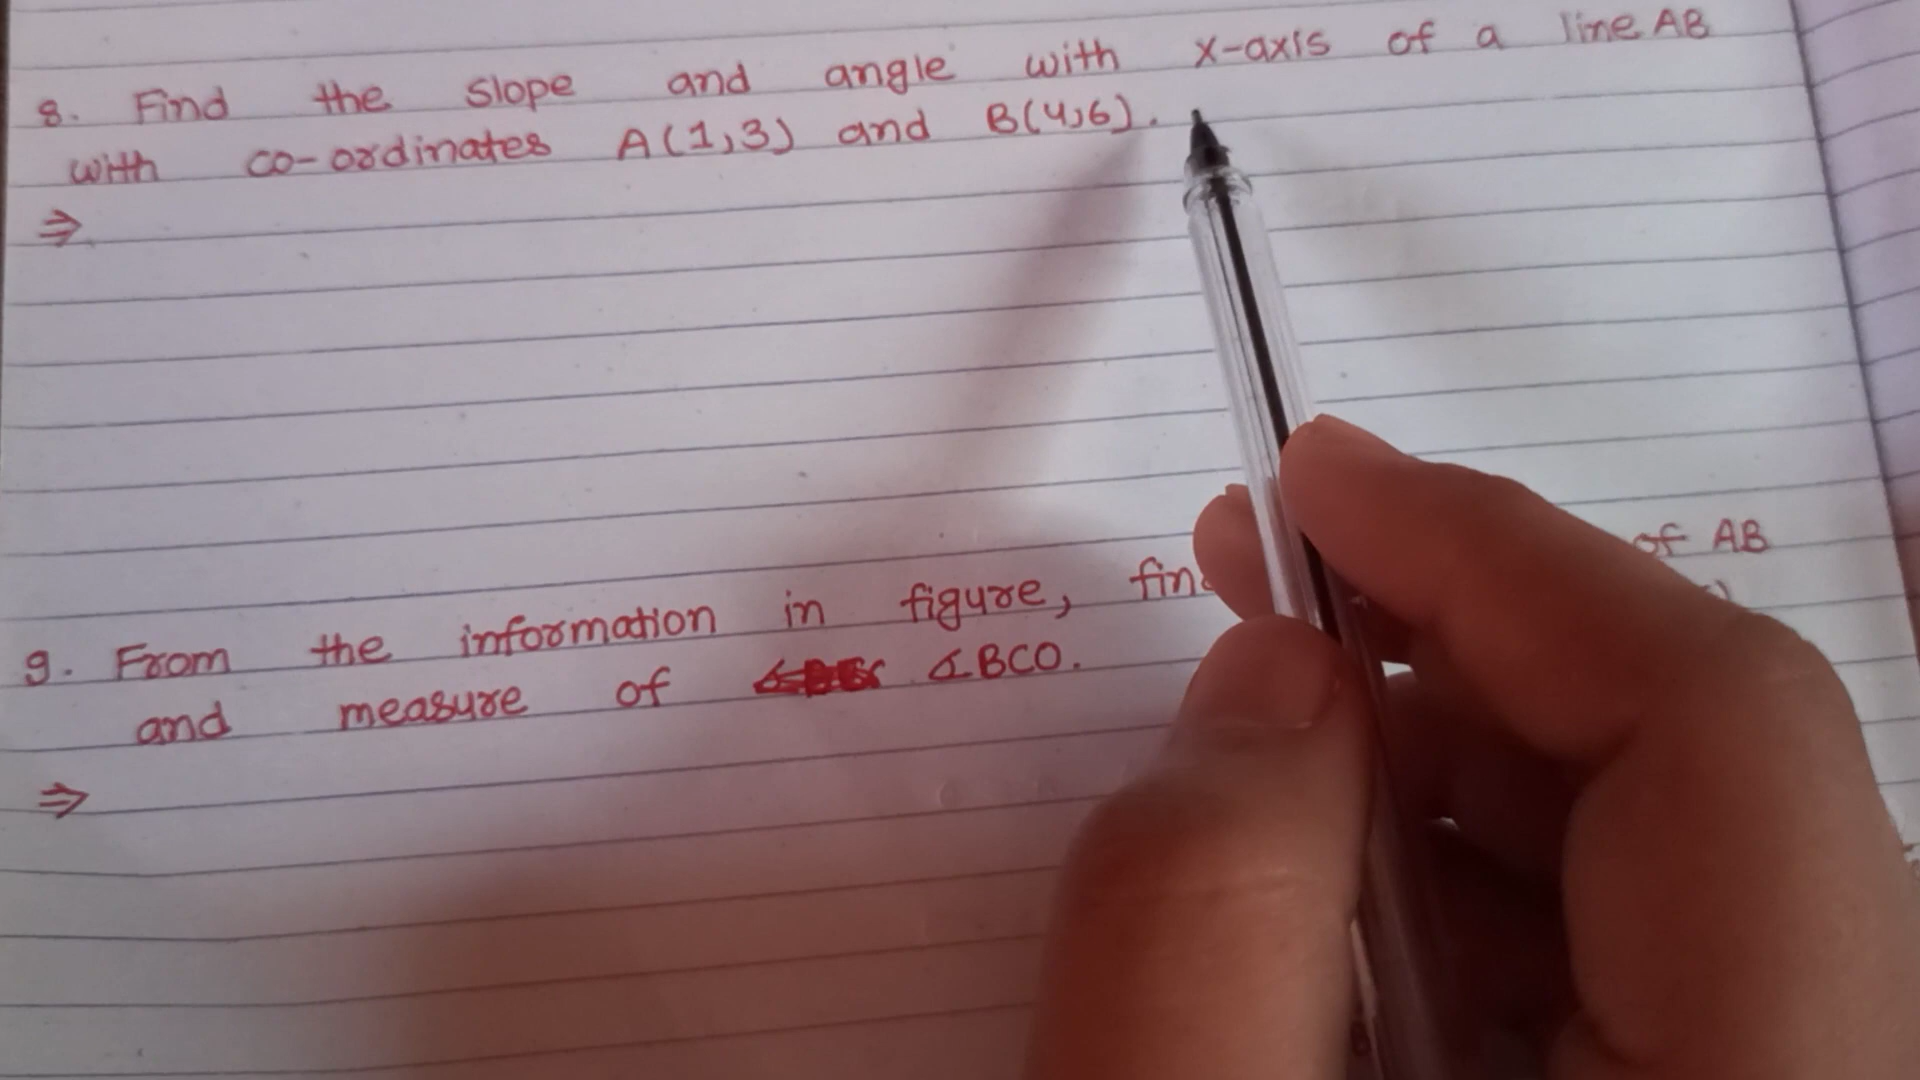 8. Find the slope and angle with x-axis of a line AB
with co-ordinates A(1,3) and B(4,6).
⇒
9. From the information in figure, find of AB
and measure of ∡BCO.
⇒